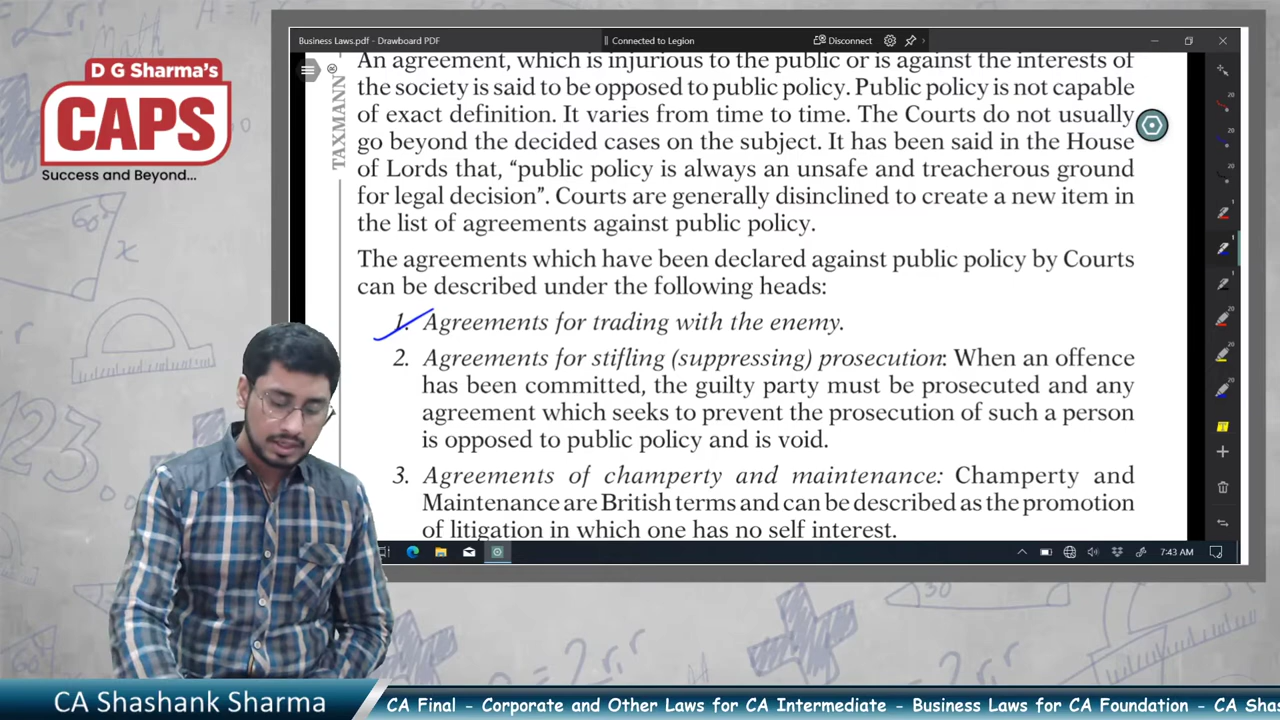 D G Sharma's
CAPS
Success and Beyond...
Business Laws.pdf - Drawboard PDF
Connected to Legion
Disconnect
TAXMANN
An agreement, which is injurious to the public or is against the interests of
the society is said to be opposed to public policy. Public policy is not capable
of exact definition. It varies from time to time. The Courts do not usually
go beyond the decided cases on the subject. It has been said in the House
of Lords that, “public policy is always an unsafe and treacherous ground
for legal decision”. Courts are generally disinclined to create a new item in
the list of agreements against public policy.
The agreements which have been declared against public policy by Courts
can be described under the following heads:
1. Agreements for trading with the enemy.
2. Agreements for stifling (suppressing) prosecution: When an offence
has been committed, the guilty party must be prosecuted and any
agreement which seeks to prevent the prosecution of such a person
is opposed to public policy and is void.
3. Agreements of champerty and maintenance: Champerty and
Maintenance are British terms and can be described as the promotion
of litigation in which one has no self interest.
7:43 AM
CA Shashank Sharma
CA Final - Corporate and Other Laws for CA Intermediate - Business Laws for CA Foundation - CA Sha